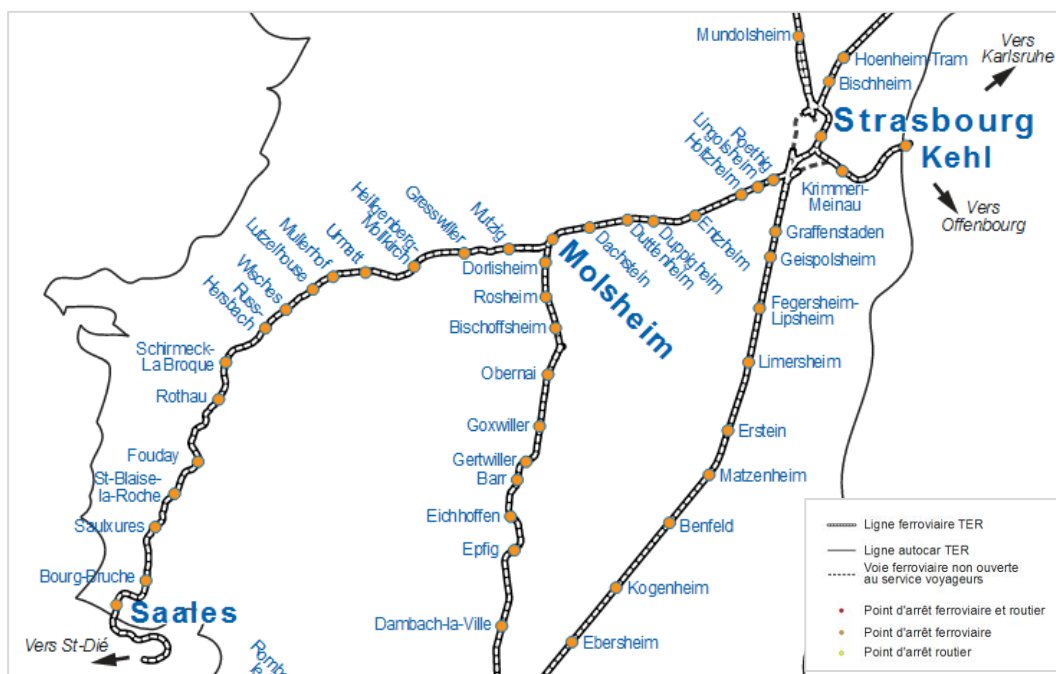 Mundolsheim
Vers
Karlsruhe
Hoenheim-Tram
Bischheim
Strasbourg
Kehl
Roethig
Lingolsheim
Holtzheim
Krimmeri-
Meinau
Vers
Offenbourg
Entzheim
Duppigheim
Duttlenheim
Dachstein
Molsheim
Mutzig
Gresswiller
Heiligenberg-
Mollkirch
Urmatt
Mullerhof
Lutzelhouse
Wisches
Russ-
Hersbach
Schirmeck-
La Broque
Rothau
Fouday
St-Blaise-
la-Roche
Saulxures
Bourg-Bruche
Saales
Vers St-Dié
Dorlisheim
Rosheim
Bischoffsheim
Obernai
Goxwiller
Gertwiller
Barr
Eichhoffen
Epfig
Dambach-la-Ville
Graffenstaden
Geispolsheim
Fegersheim-
Lipsheim
Limersheim
Erstein
Matzenheim
Benfeld
Kogenheim
Ebersheim
Ligne ferroviaire TER
Ligne autocar TER
Voie ferroviaire non ouverte
au service voyageurs
Point d'arrêt ferroviaire et routier
Point d'arrêt ferroviaire
Point d'arrêt routier